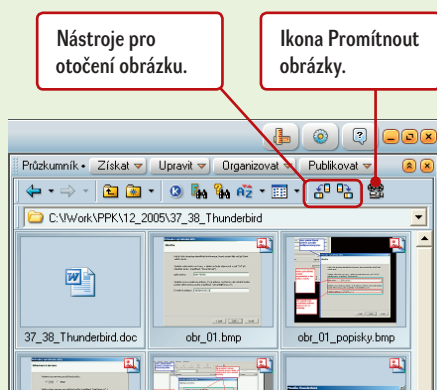 Nástroje pro
otočení obrázku.
Ikona Promítnout
obrázky.
Průzkumník • Získat Upravit Organizovat Publikovat
C:\Work\PPK\12_2005\37_38_Thunderbird
37_38_Thunderbird.doc obr_01.bmp obr_01_popisky.bmp